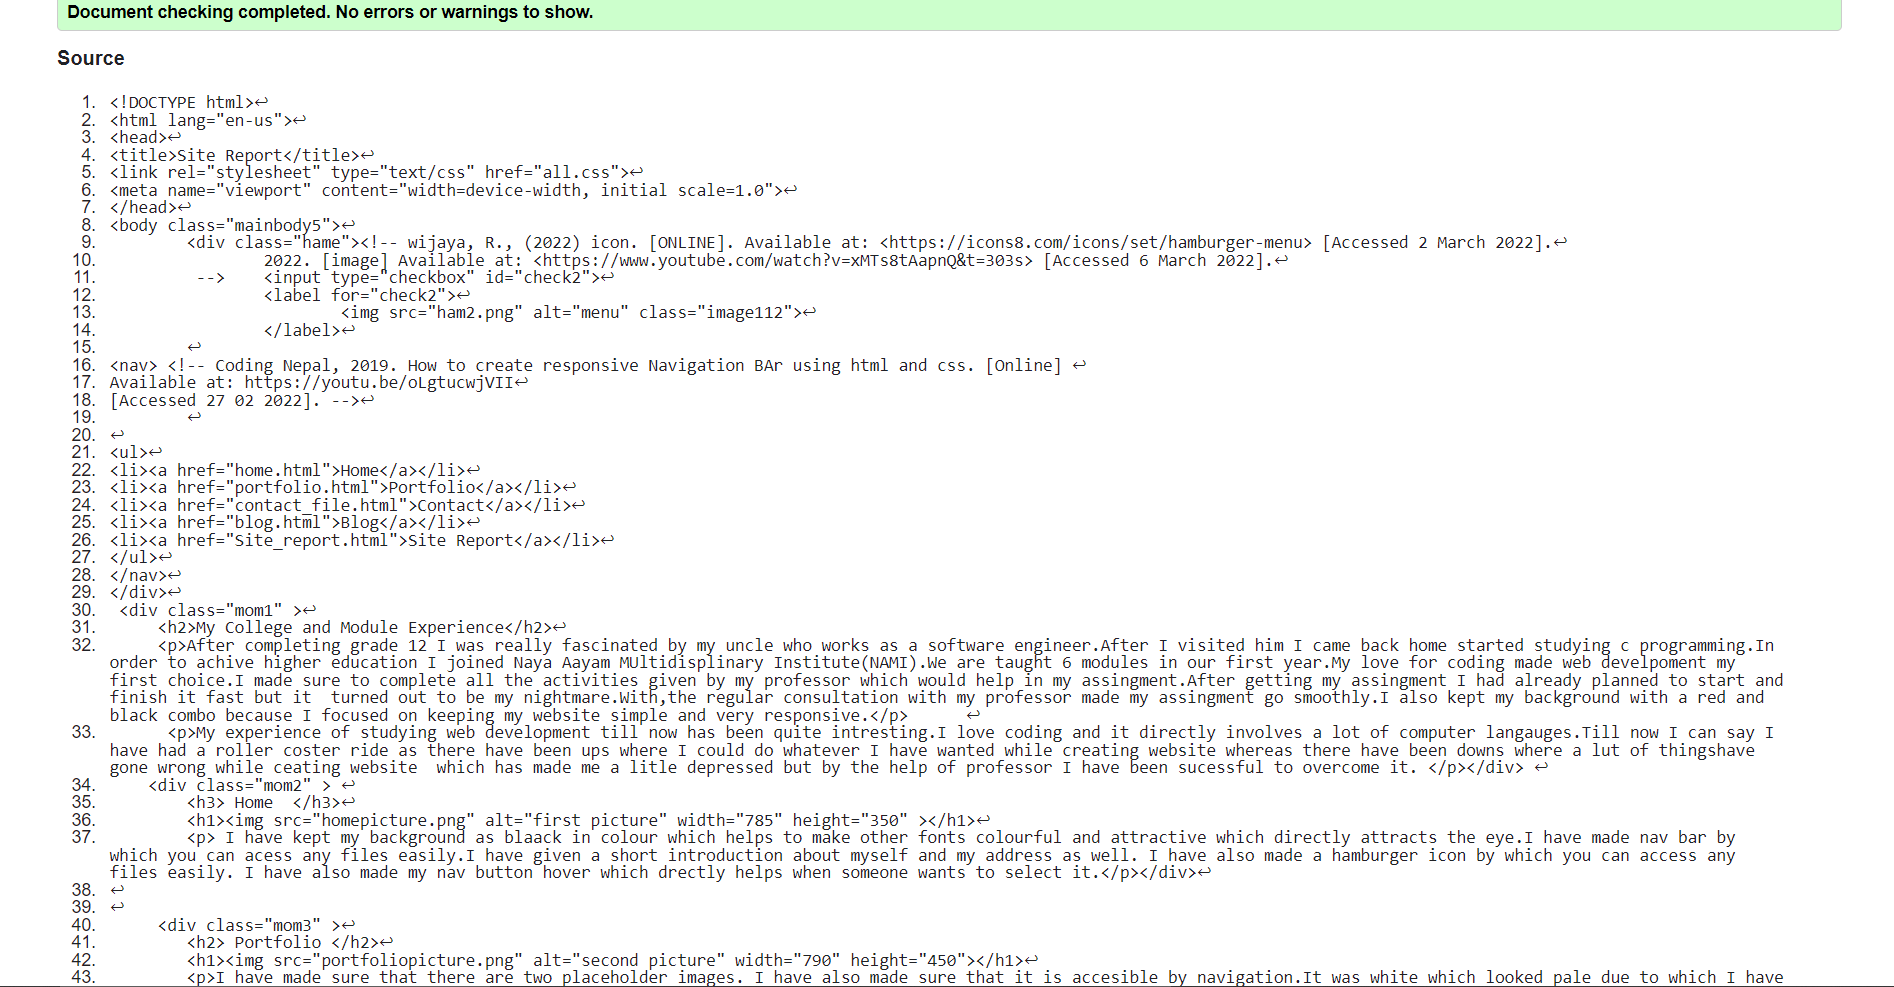 Document checking completed. No errors or warnings to show.
Source
1. <!DOCTYPE html>↩
2. <html lang="en-us">↩
3. <head>↩
4. <title>Site Report</title>↩
5. <link rel="stylesheet" type="text/css" href="all.css">↩
6. <meta name="viewport" content="width=device-width, initial scale=1.0">↩
7. </head>↩
8. <body class="mainbody5">↩
9. <div class="hame"><!-- wijaya, R., (2022) icon. [ONLINE]. Available at: <https://icons8.com/icons/set/hamburger-menu> [Accessed 2 March 2022].↩
10. 2022. [image] Available at: <https://www.youtube.com/watch?v=xMTs8tAapnQ&t=303s> [Accessed 6 March 2022].↩
11. --> <input type="checkbox" id="check2">↩
12. <label for="check2">↩
13. <img src="ham2.png" alt="menu" class="image112">↩
14. </label>↩
15. ↩
16. <nav> <!-- Coding Nepal, 2019. How to create responsive Navigation BAr using html and css. [Online] ↩
17. Available at: https://youtu.be/oLgtucwjVII↩
18. [Accessed 27 02 2022]. -->↩
19. ↩
20. ↩
21. <ul>↩
22. <li><a href="home.html">Home</a></li>↩
23. <li><a href="portfolio.html">Portfolio</a></li>↩
24. <li><a href="contact_file.html">Contact</a></li>↩
25. <li><a href="blog.html">Blog</a></li>↩
26. <li><a href="Site_report.html">Site Report</a></li>↩
27. </ul>↩
28. </nav>↩
29. </div>↩
30. <div class="mom1" >↩
31. <h2>My College and Module Experience</h2>↩
32. <p>After completing grade 12 I was really fascinated by my uncle who works as a software engineer.After I visited him I came back home started studying c programming.In
order to achive higher education I joined Naya Aayam MUltidisplinary Institute(NAMI).We are taught 6 modules in our first year.My love for coding made web develpoment my
first choice.I made sure to complete all the activities given by my professor which would help in my assingment.After getting my assingment I had already planned to start and
finish it fast but it  turned out to be my nightmare.With,the regular consultation with my professor made my assingment go smoothly.I also kept my background with a red and
black combo because I focused on keeping my website simple and very responsive.</p> ↩
33. <p>My experience of studying web development till now has been quite intresting.I love coding and it directly involves a lot of computer langauges.Till now I can say I
have had a roller coster ride as there have been ups where I could do whatever I have wanted while creating website whereas there have been downs where a lut of thingshave
gone wrong while ceating website  which has made me a litle depressed but by the help of professor I have been sucessful to overcome it. </p></div> ↩
34. <div class="mom2" > ↩
35. <h3> Home  </h3>↩
36. <h1><img src="homepicture.png" alt="first picture" width="785" height="350" ></h1>↩
37. <p> I have kept my background as blaack in colour which helps to make other fonts colourful and attractive which directly attracts the eye.I have made nav bar by
which you can acess any files easily.I have given a short introduction about myself and my address as well. I have also made a hamburger icon by which you can access any
files easily. I have also made my nav button hover which drectly helps when someone wants to select it.</p></div>↩
38. ↩
39. ↩
40. <div class="mom3" >↩
41. <h2> Portfolio </h2>↩
42. <h1><img src="portfoliopicture.png" alt="second picture" width="790" height="450"></h1>↩
43. <p>I have made sure that there are two placeholder images. I have also made sure that it is accesible by navigation.It was white which looked pale due to which I have